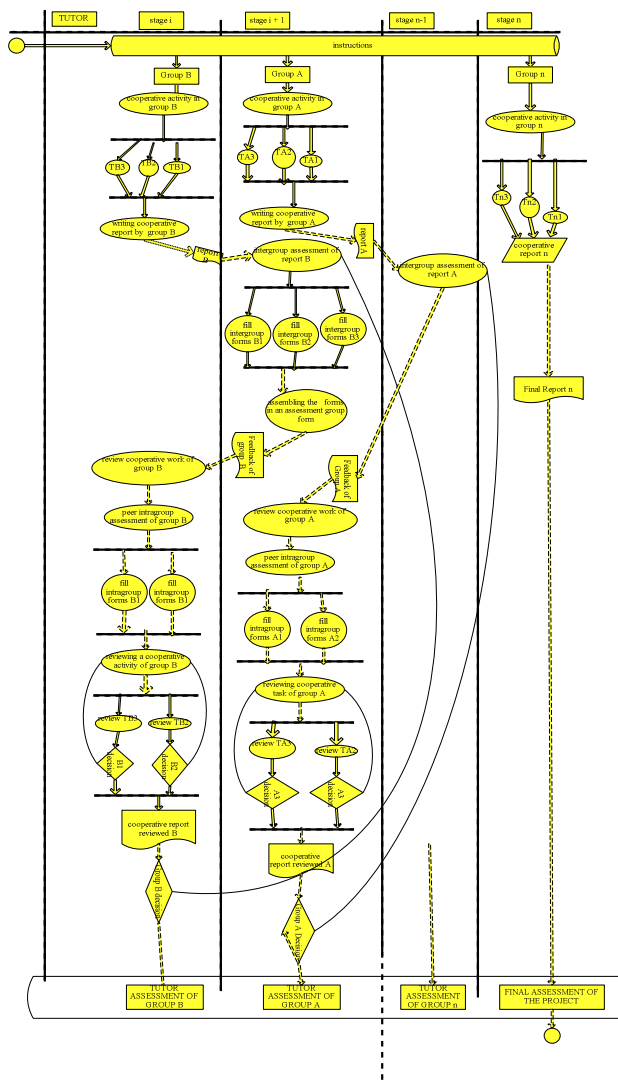 TUTOR
stage i
stage i + 1
stage n-1
stage n
instructions
Group B
Group A
Group n
cooperative activity in
group B
cooperative activity in
group A
cooperative activity in
group n
TB3
TB2
TB1
TA3
TA2
TA1
Tn3
Tn2
Tn1
writing cooperative
report by group B
writing cooperative
report by group A
cooperative
report n
report
B
report
A
intergroup assessment of
report B
intergroup assessment of
report A
fill
intergroup
forms B1
fill
intergroup
forms B2
fill
intergroup
forms B3
Final Report n
assembling the forms
in an assessment group
form
Feedback of
group B
Feedback of
Group A
review cooperative work of
group B
review cooperative work of
group A
peer intragroup
assessment of group B
peer intragroup
assessment of group A
fill
intragroup
forms B1
fill
intragroup
forms B1
fill
intragroup
forms A1
fill
intragroup
forms A2
reviewing a cooperative
activity of group B
reviewing cooperative
task of group A
review TB3
review TB2
review TA3
review TA2
B1
decision
B2
decision
A3
decision
A3
decision
cooperative report
reviewed B
cooperative
report reviewed A
group B decision
Group A Decision
TUTOR
ASSESSMENT OF
GROUP B
TUTOR
ASSESSMENT OF
GROUP A
TUTOR
ASSESSMENT
OF GROUP n
FINAL ASSESSMENT OF
THE PROJECT